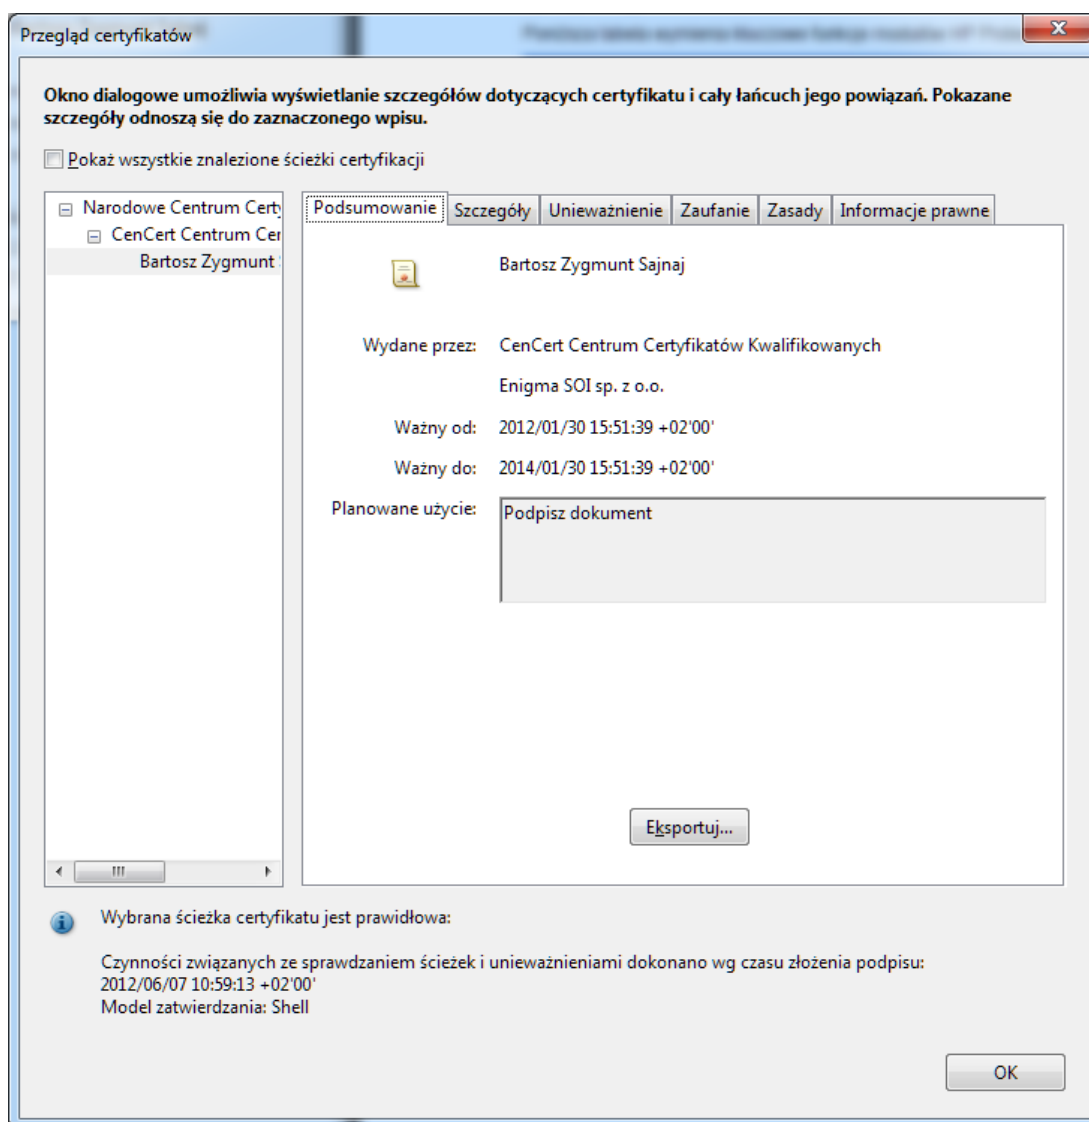 Przegląd certyfikatów
Okno dialogowe umożliwia wyświetlanie szczegółów dotyczących certyfikatu i cały łańcuch jego powiązań. Pokazane
szczegóły odnoszą się do zaznaczonego wpisu.
Pokaż wszystkie znalezione ścieżki certyfikacji
Narodowe Centrum Certy
CenCert Centrum Cer
Bartosz Zygmunt
Podsumowanie Szczegóły Unieważnienie Zaufanie Zasady Informacje prawne
Bartosz Zygmunt Sajnaj
Wydane przez: CenCert Centrum Certyfikatów Kwalifikowanych
Enigma SOI sp. z o.o.
Ważny od: 2012/01/30 15:51:39 +02'00'
Ważny do: 2014/01/30 15:51:39 +02'00'
Planowane użycie: Podpisz dokument
Eksportuj...
Wybrana ścieżka certyfikatu jest prawidłowa:
Czynności związanych ze sprawdzaniem ścieżek i unieważnieniami dokonano wg czasu złożenia podpisu:
2012/06/07 10:59:13 +02'00'
Model zatwierdzania: Shell
OK